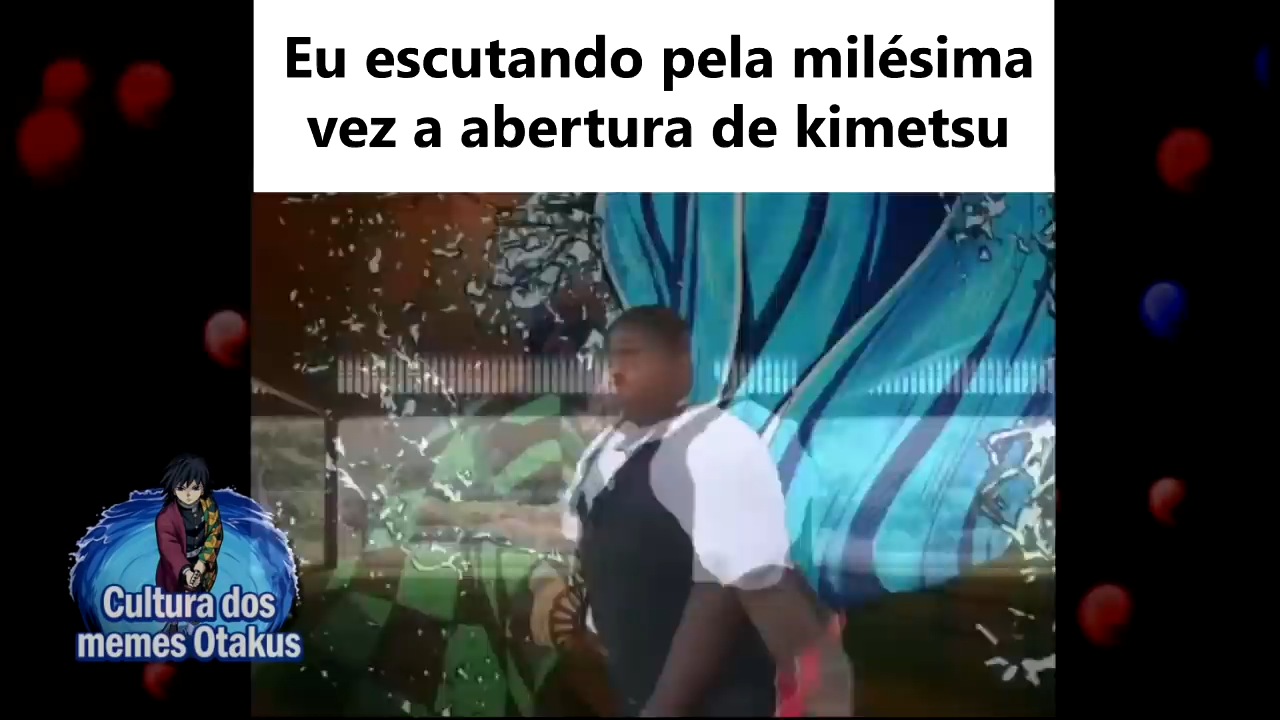 Eu escutando pela milésima
vez a abertura de kimetsu
Cultura dos
memes Otakus